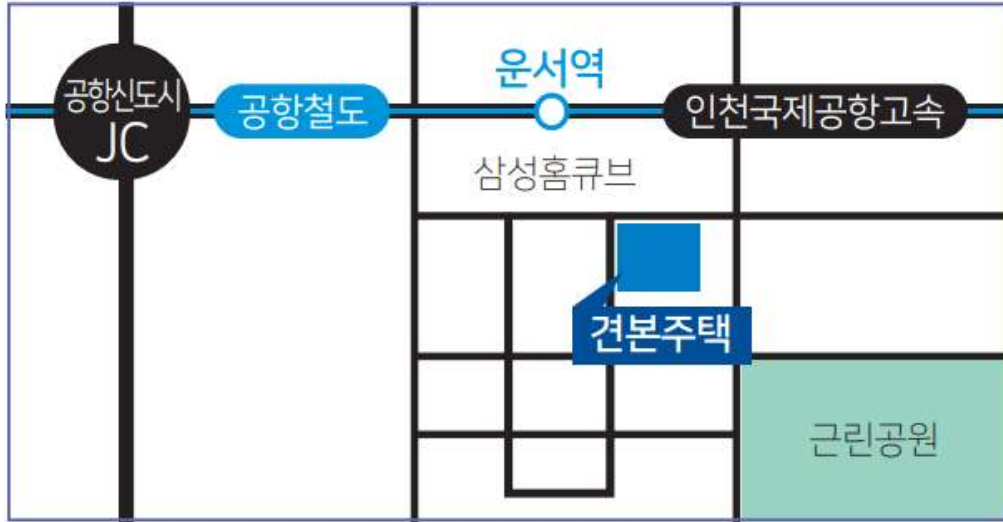 운서역
공항신도시
JC
공항철도
인천국제공항고속
삼성홈큐브
견본주택
근린공원